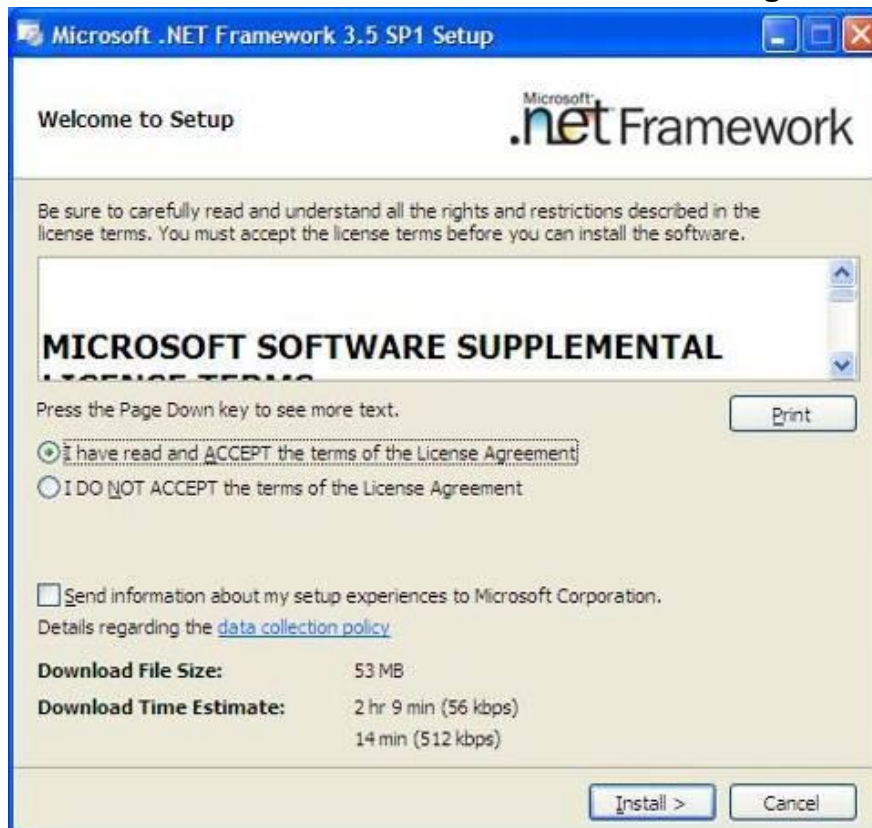 Microsoft .NET Framework 3.5 SP1 Setup
Welcome to Setup
Microsoft
.net Framework
Be sure to carefully read and understand all the rights and restrictions described in the
license terms. You must accept the license terms before you can install the software.
MICROSOFT SOFTWARE SUPPLEMENTAL
LICENSE TERMS
Press the Page Down key to see more text.
Print
I have read and ACCEPT the terms of the License Agreement
I DO NOT ACCEPT the terms of the License Agreement
Send information about my setup experiences to Microsoft Corporation.
Details regarding the data collection policy
Download File Size: 53 MB
Download Time Estimate: 2 hr 9 min (56 kbps)
14 min (512 kbps)
Install > Cancel